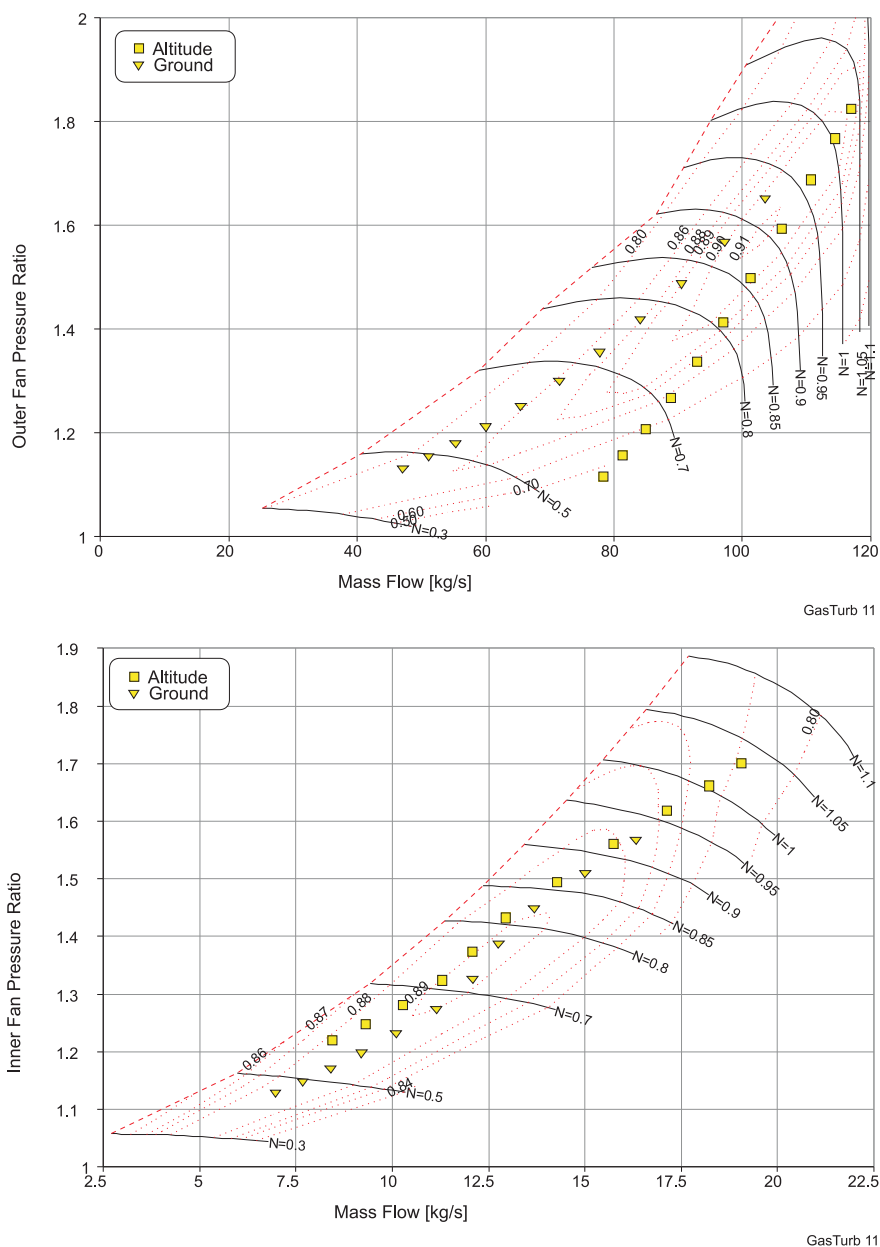 2
1.8
1.6
1.4
1.2
1
Outer Fan Pressure Ratio
Altitude
Ground
0.80
0.86
0.88
0.89
0.90
0.91
0.70
0.60
0.50
N=0.3
N=0.5
N=0.7
N=0.8
N=0.85
N=0.9
N=0.95
N=1
N=1.05
N=1.1
0 20 40 60 80 100 120
Mass Flow [kg/s]
GasTurb 11
1.9
1.8
1.7
1.6
1.5
1.4
1.3
1.2
1.1
1
Inner Fan Pressure Ratio
Altitude
Ground
0.80
N=1.1
N=1.05
N=1
N=0.95
N=0.9
N=0.85
N=0.8
N=0.7
N=0.5
N=0.3
0.89
0.88
0.87
0.86
0.84
2.5 5 7.5 10 12.5 15 17.5 20 22.5
Mass Flow [kg/s]
GasTurb 11